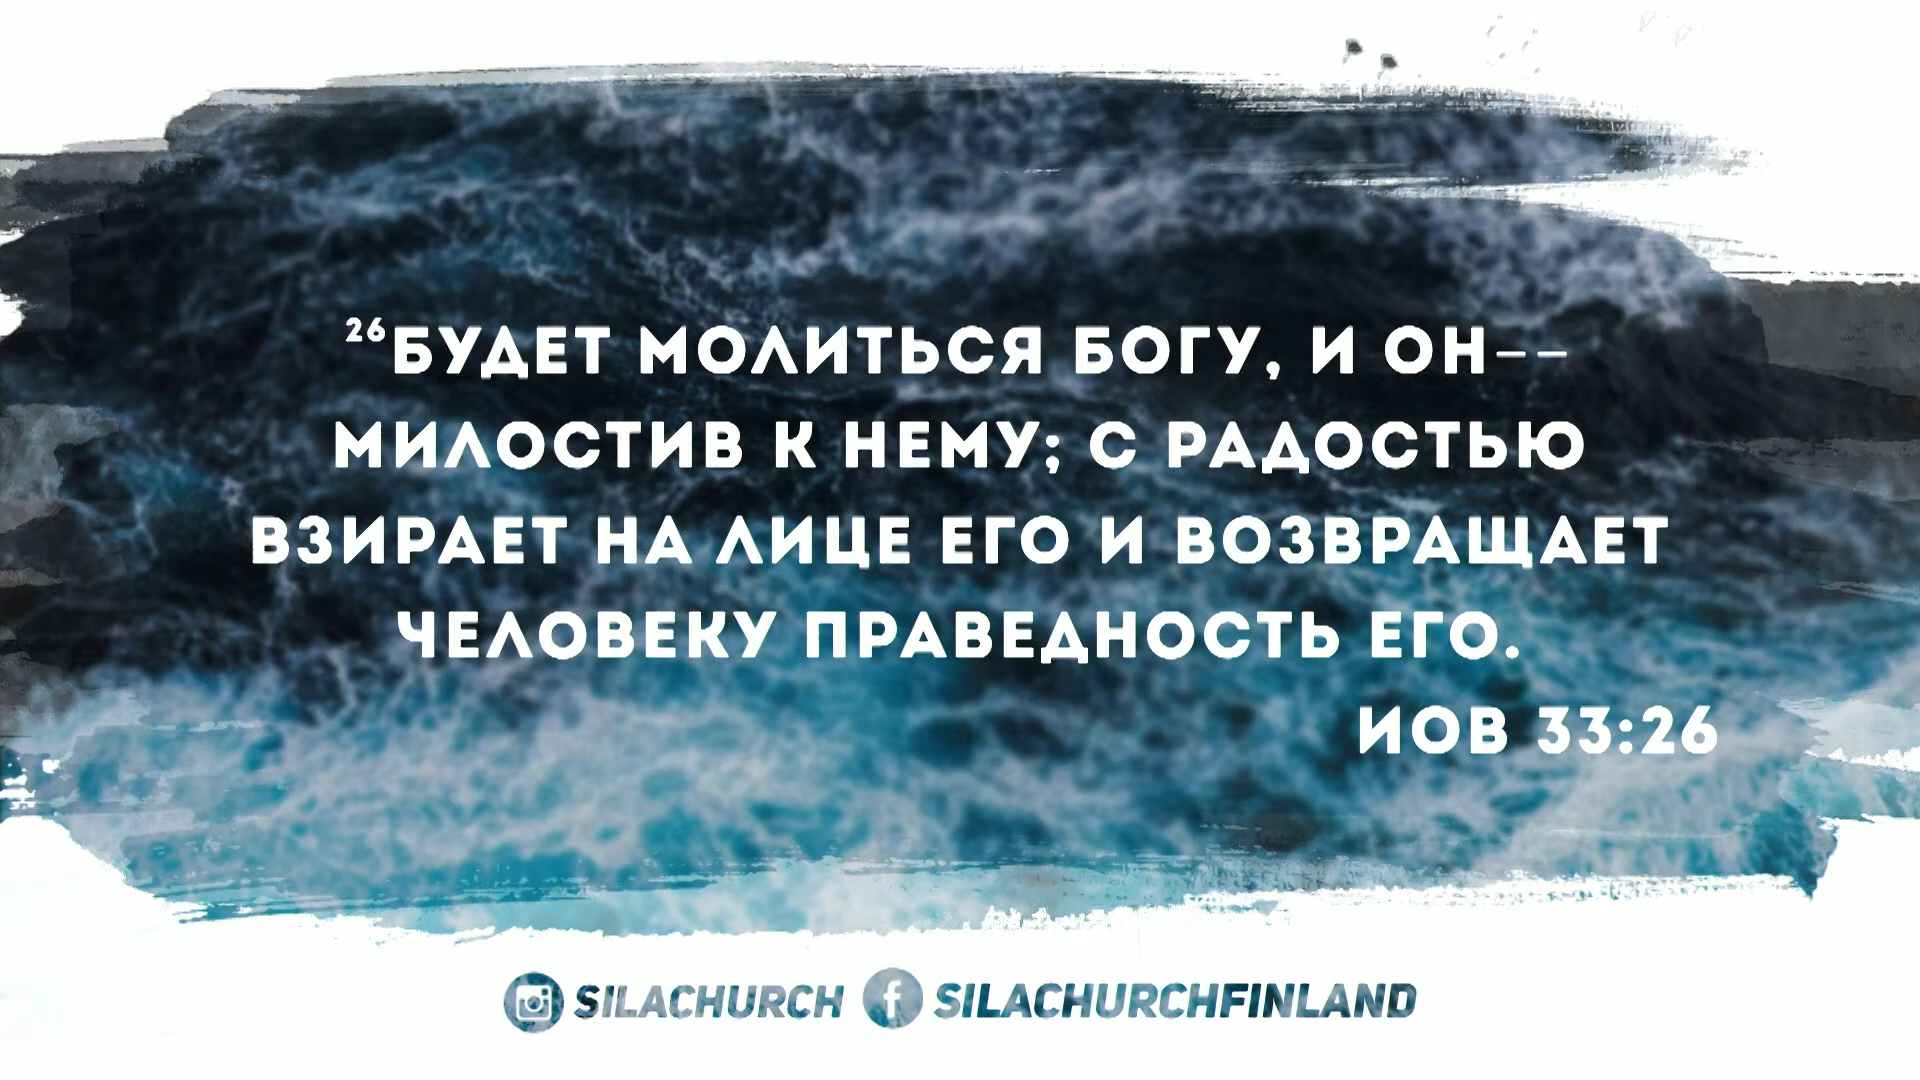 ²⁶БУДЕТ МОЛИТЬСЯ БОГУ, И ОН--
МИЛОСТИВ К НЕМУ; С РАДОСТЬЮ
ВЗИРАЕТ НА ЛИЦЕ ЕГО И ВОЗВРАЩАЕТ
ЧЕЛОВЕКУ ПРАВЕДНОСТЬ ЕГО.
ИОВ 33:26
SILACHURCH SILACHURCHFINLAND